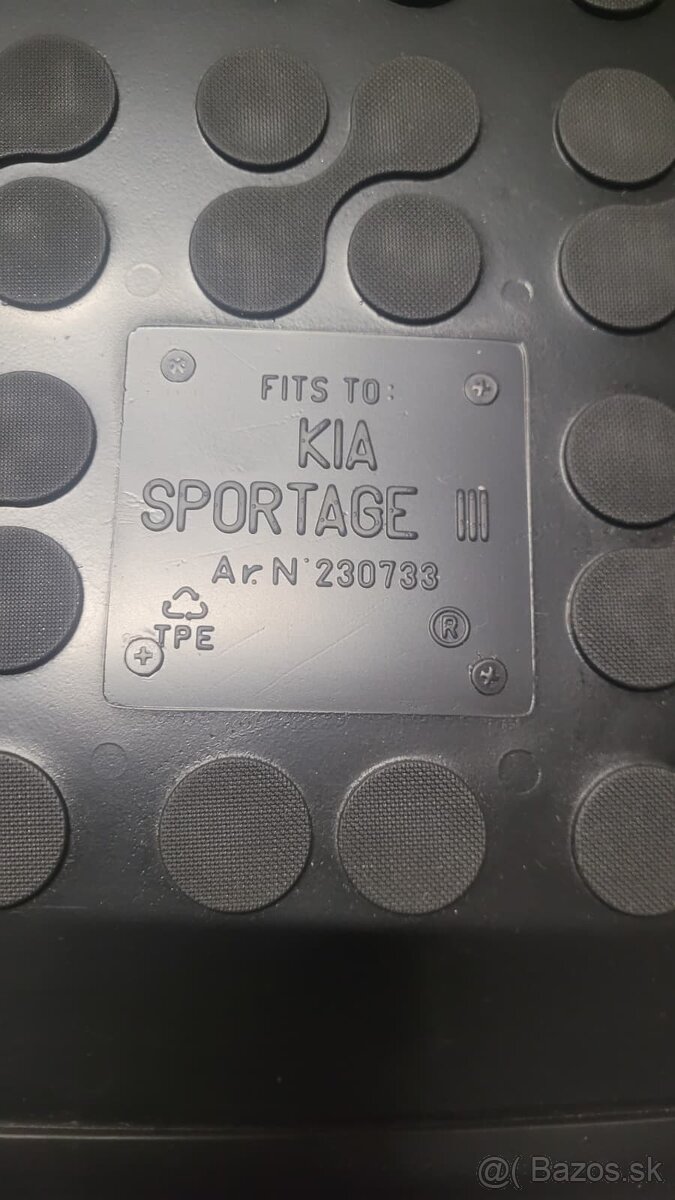 FITS TO:
KIA
SPORTAGE III
Ar. N° 230733
TPE
®
@( Bazos.sk